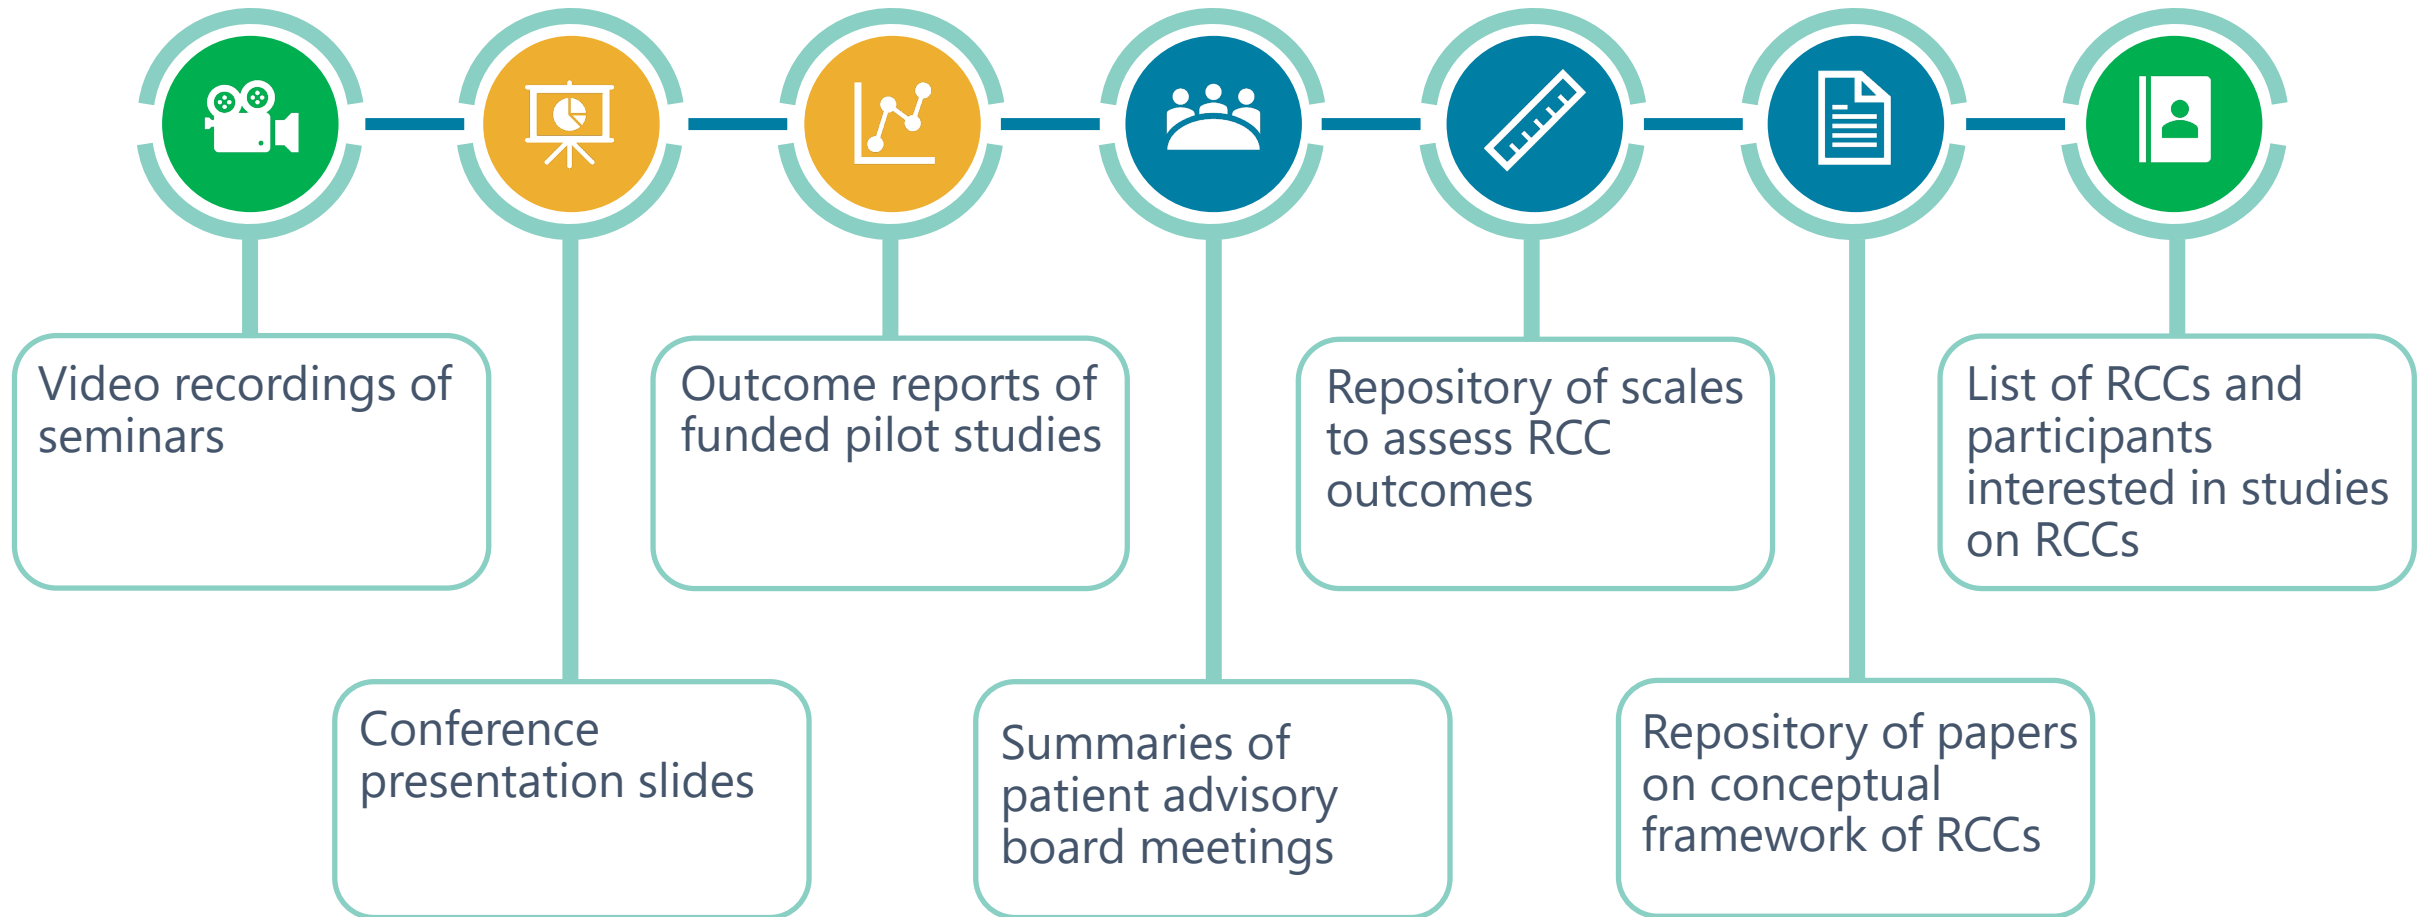 Video recordings of
seminars
Conference
presentation slides
Outcome reports of
funded pilot studies
Summaries of
patient advisory
board meetings
Repository of scales
to assess RCC
outcomes
Repository of papers
on conceptual
framework of RCCs
List of RCCs and
participants
interested in studies
on RCCs